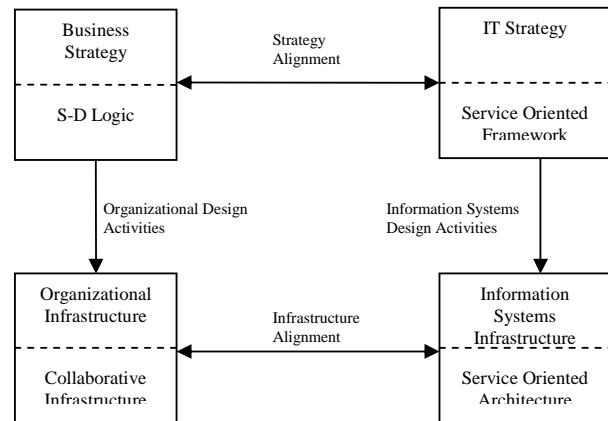 Business
Strategy
S-D Logic
Strategy
Alignment
IT Strategy
Service Oriented
Framework
Organizational Design
Activities
Information Systems
Design Activities
Organizational
Infrastructure
Collaborative
Infrastructure
Infrastructure
Alignment
Information
Systems
Infrastructure
Service Oriented
Architecture